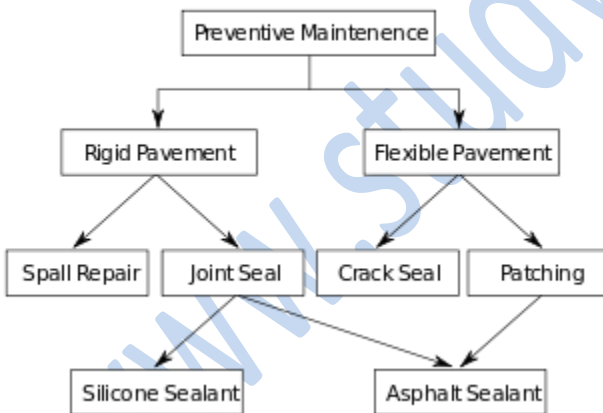 Preventive Maintenence
Rigid Pavement
Flexible Pavement
Spall Repair
Joint Seal
Crack Seal
Patching
Silicone Sealant
Asphalt Sealant